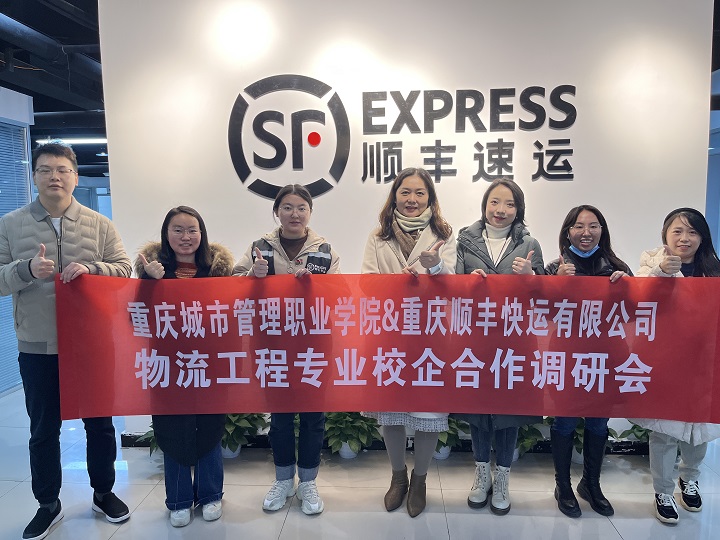 SF EXPRESS
顺丰速运
重庆城市管理职业学院&重庆顺丰快运有限公司
物流工程专业校企合作调研会